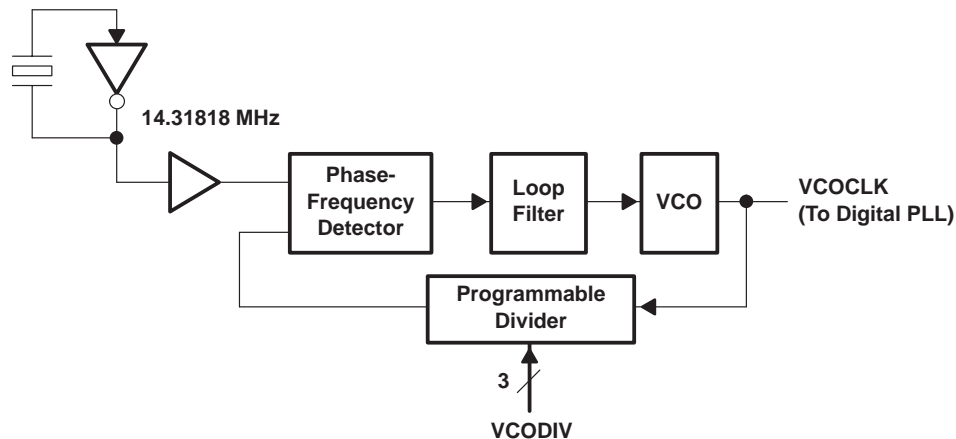 14.31818 MHz
Phase-
Frequency
Detector
Loop
Filter
VCO
VCOCLK
(To Digital PLL)
Programmable
Divider
3
VCODIV